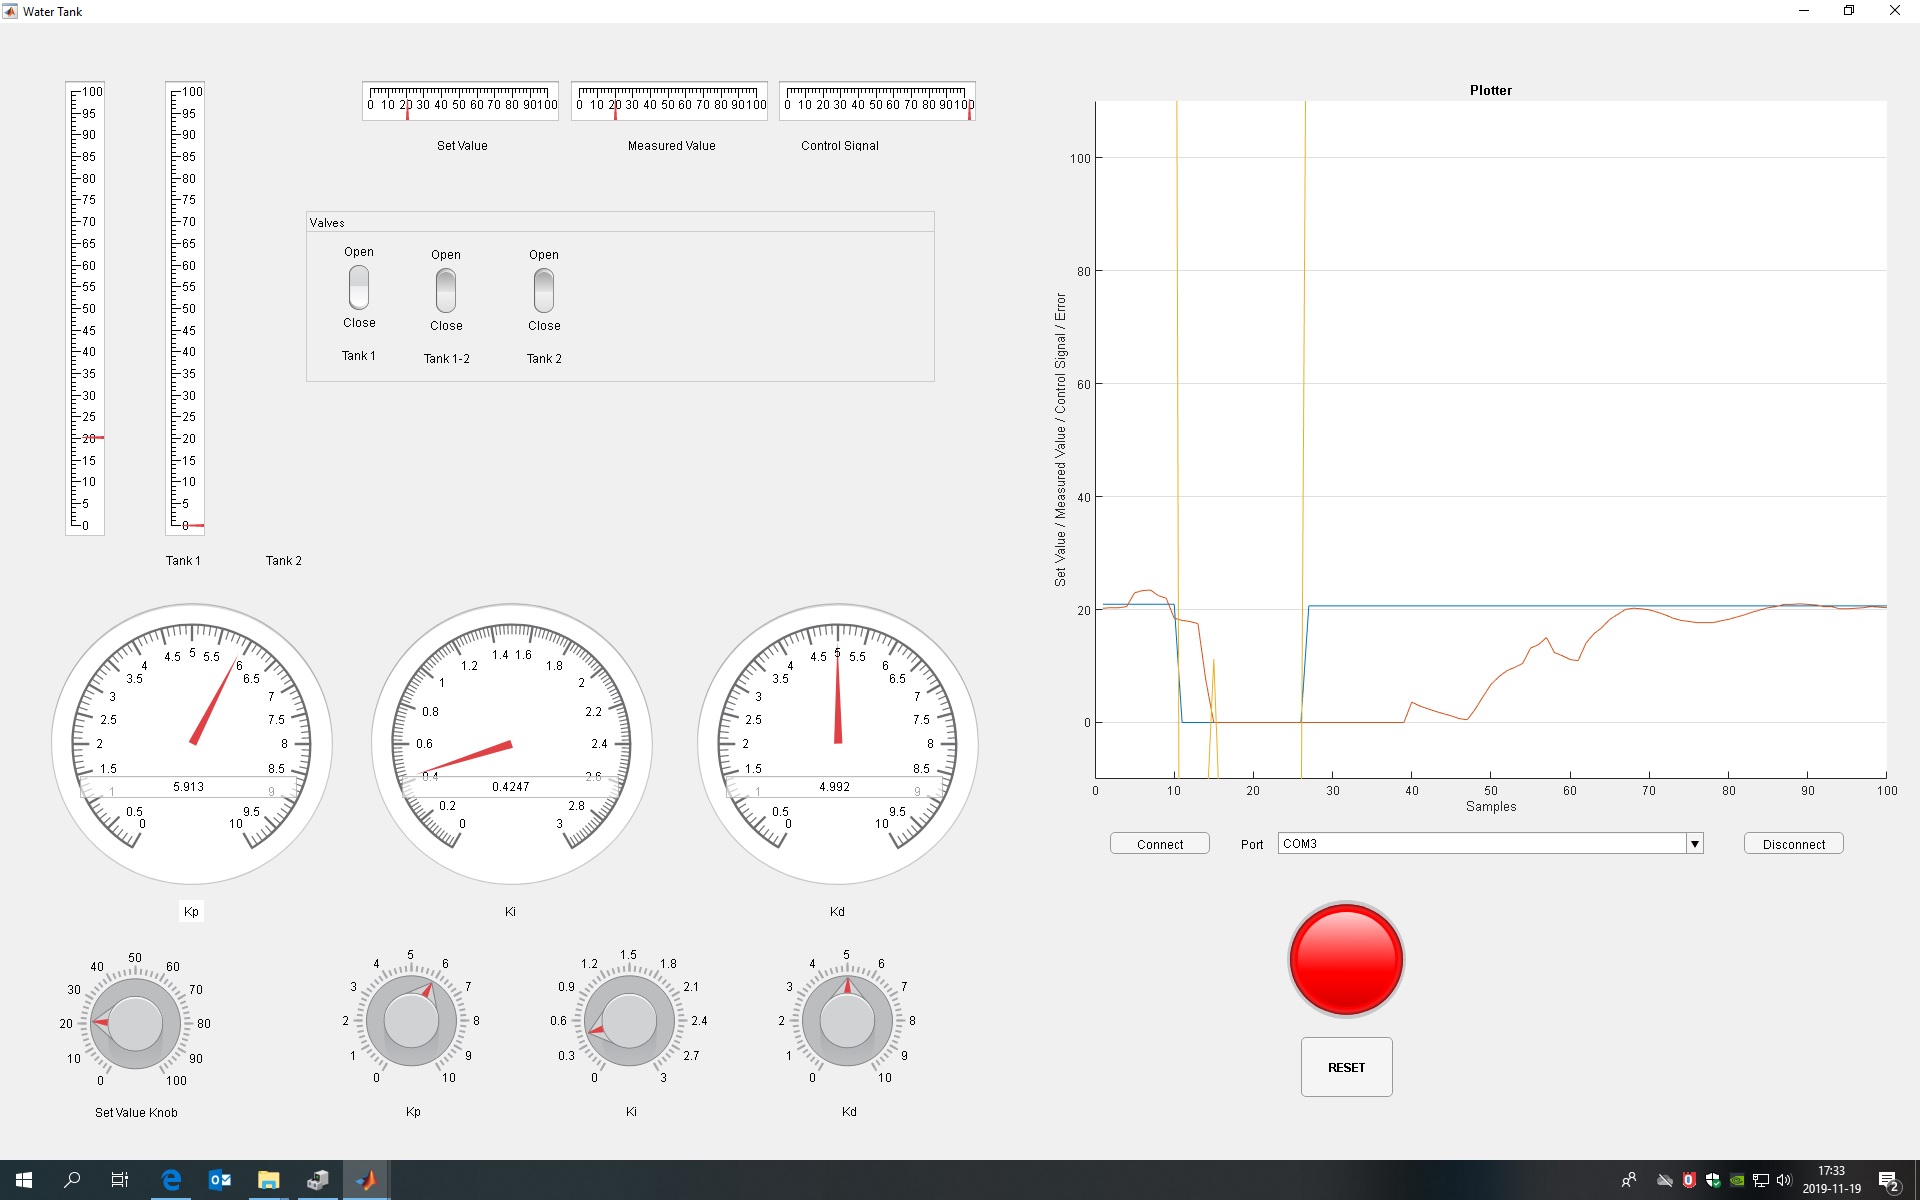 Water Tank
100 95 90 85 80 75 70 65 60 55 50 45 40 35 30 25 20 15 10 5 0
100 95 90 85 80 75 70 65 60 55 50 45 40 35 30 25 20 15 10 5 0
Tank 1 Tank 2
0 10 20 30 40 50 60 70 80 90 100
Set Value
0 10 20 30 40 50 60 70 80 90 100
Measured Value
0 10 20 30 40 50 60 70 80 90 100
Control Signal
Valves
Open Open Open
Close Close Close
Tank 1 Tank 1-2 Tank 2
0 0.5 1 1.5 2 2.5 3 3.5 4 4.5 5 5.5 6 6.5 7 7.5 8 8.5 9 9.5 10
5.913
Kp
0 0.2 0.4 0.6 0.8 1 1.2 1.4 1.6 1.8 2 2.2 2.4 2.6 2.8 3
0.4247
Ki
0 0.5 1 1.5 2 2.5 3 3.5 4 4.5 5 5.5 6 6.5 7 7.5 8 8.5 9 9.5 10
4.992
Kd
0 10 20 30 40 50 60 70 80 90 100
Set Value Knob
0 1 2 3 4 5 6 7 8 9 10
Kp
0 0.3 0.6 0.9 1.2 1.5 1.8 2.1 2.4 2.7 3
Ki
0 1 2 3 4 5 6 7 8 9 10
Kd
Plotter
Set Value / Measured Value / Control Signal / Error
100
80
60
40
20
0
0 10 20 30 40 50 60 70 80 90 100
Samples
Connect Port COM3 Disconnect
RESET
17:33
2019-11-19
2